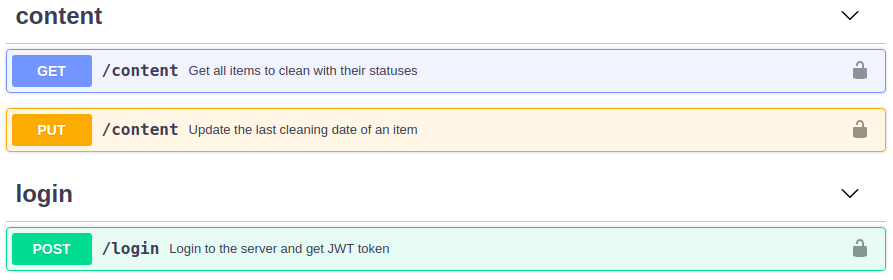 content
GET /content Get all items to clean with their statuses
PUT /content Update the last cleaning date of an item
login
POST /login Login to the server and get JWT token